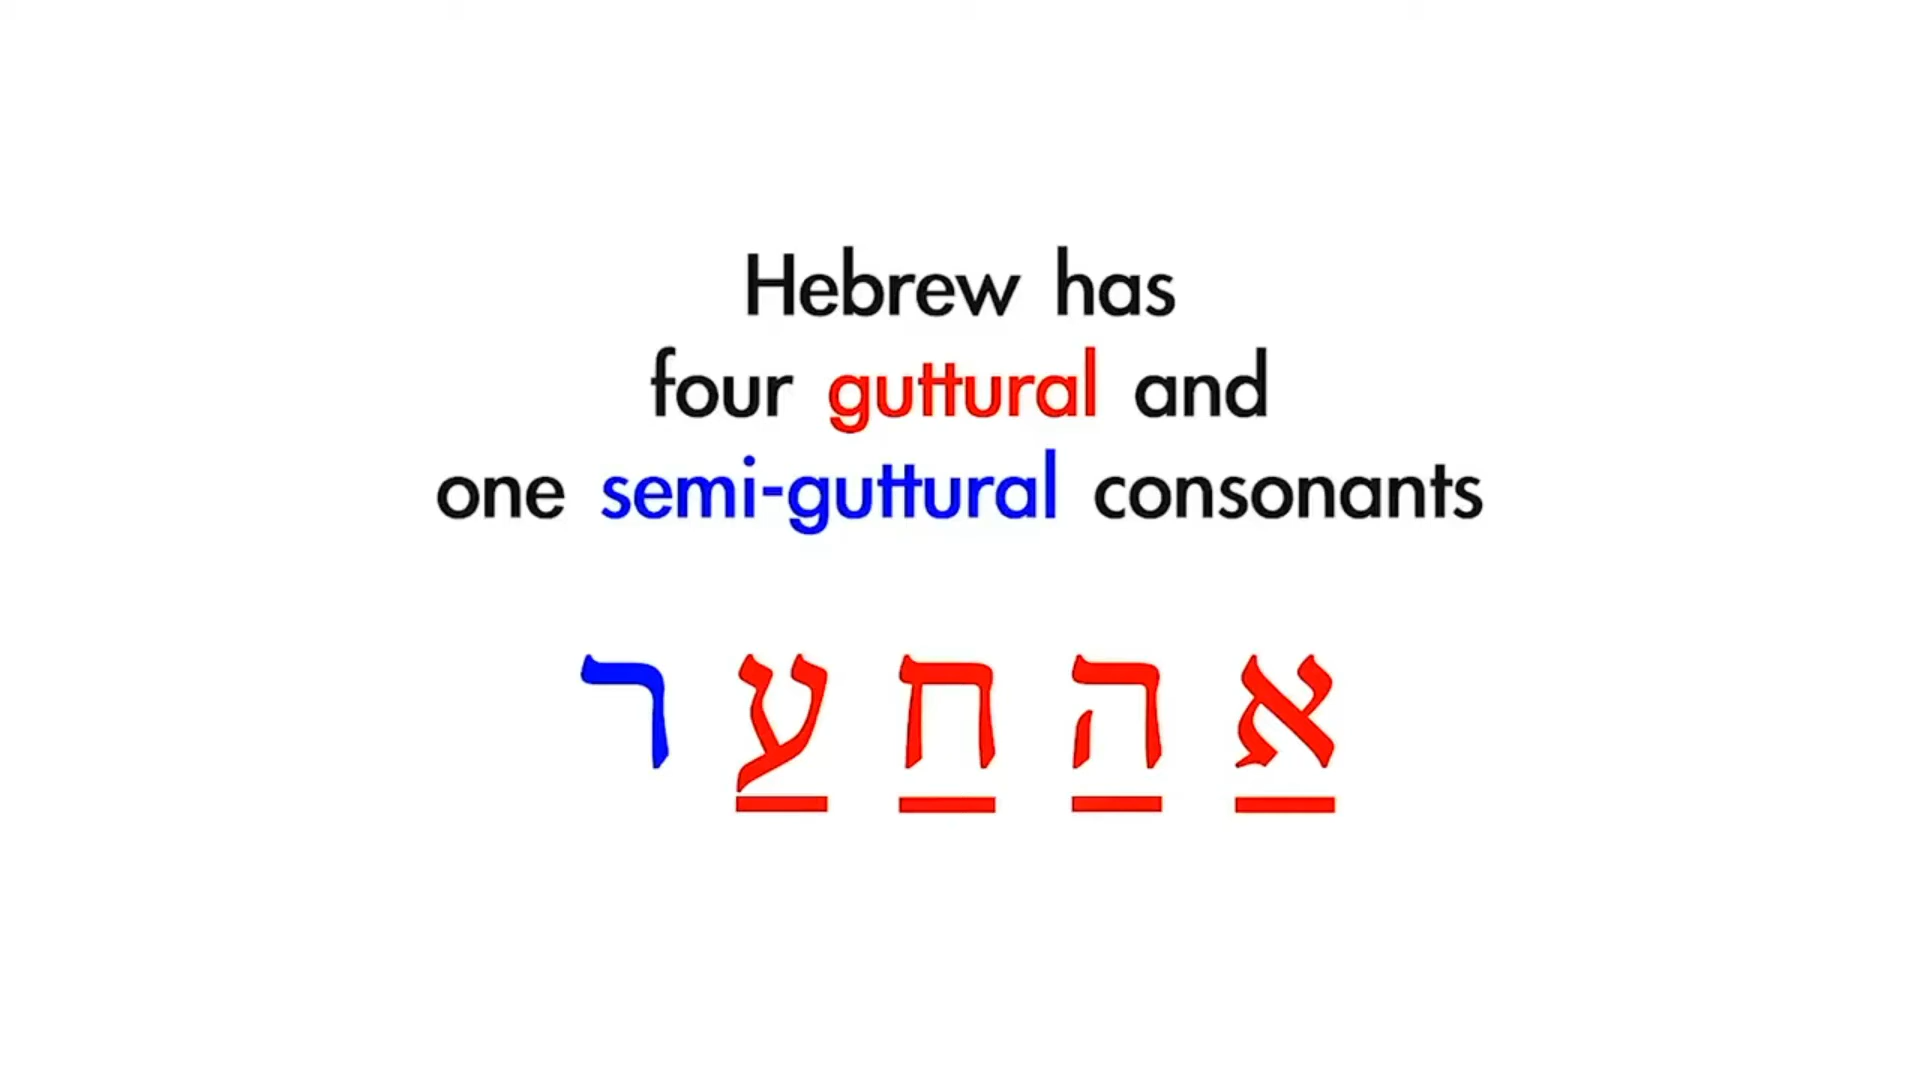 Hebrew has
four guttural and
one semi-guttural consonants
א ה ח ע ר